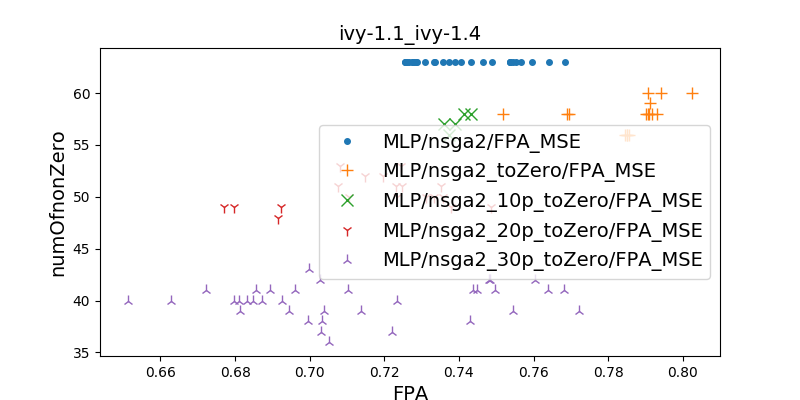 ivy-1.1_ivy-1.4
numOfnonZero
60
55
50
45
40
35
MLP/nsga2/FPA_MSE
MLP/nsga2_toZero/FPA_MSE
MLP/nsga2_10p_toZero/FPA_MSE
MLP/nsga2_20p_toZero/FPA_MSE
MLP/nsga2_30p_toZero/FPA_MSE
0.66 0.68 0.70 0.72 0.74 0.76 0.78 0.80
FPA